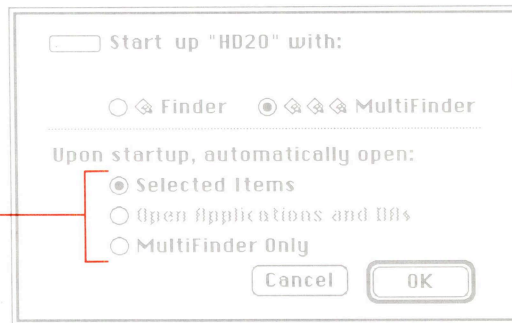 Start up "HD20" with:
Finder MultiFinder
Upon startup, automatically open:
Selected Items
Open Applications and DAs
MultiFinder Only
Cancel OK